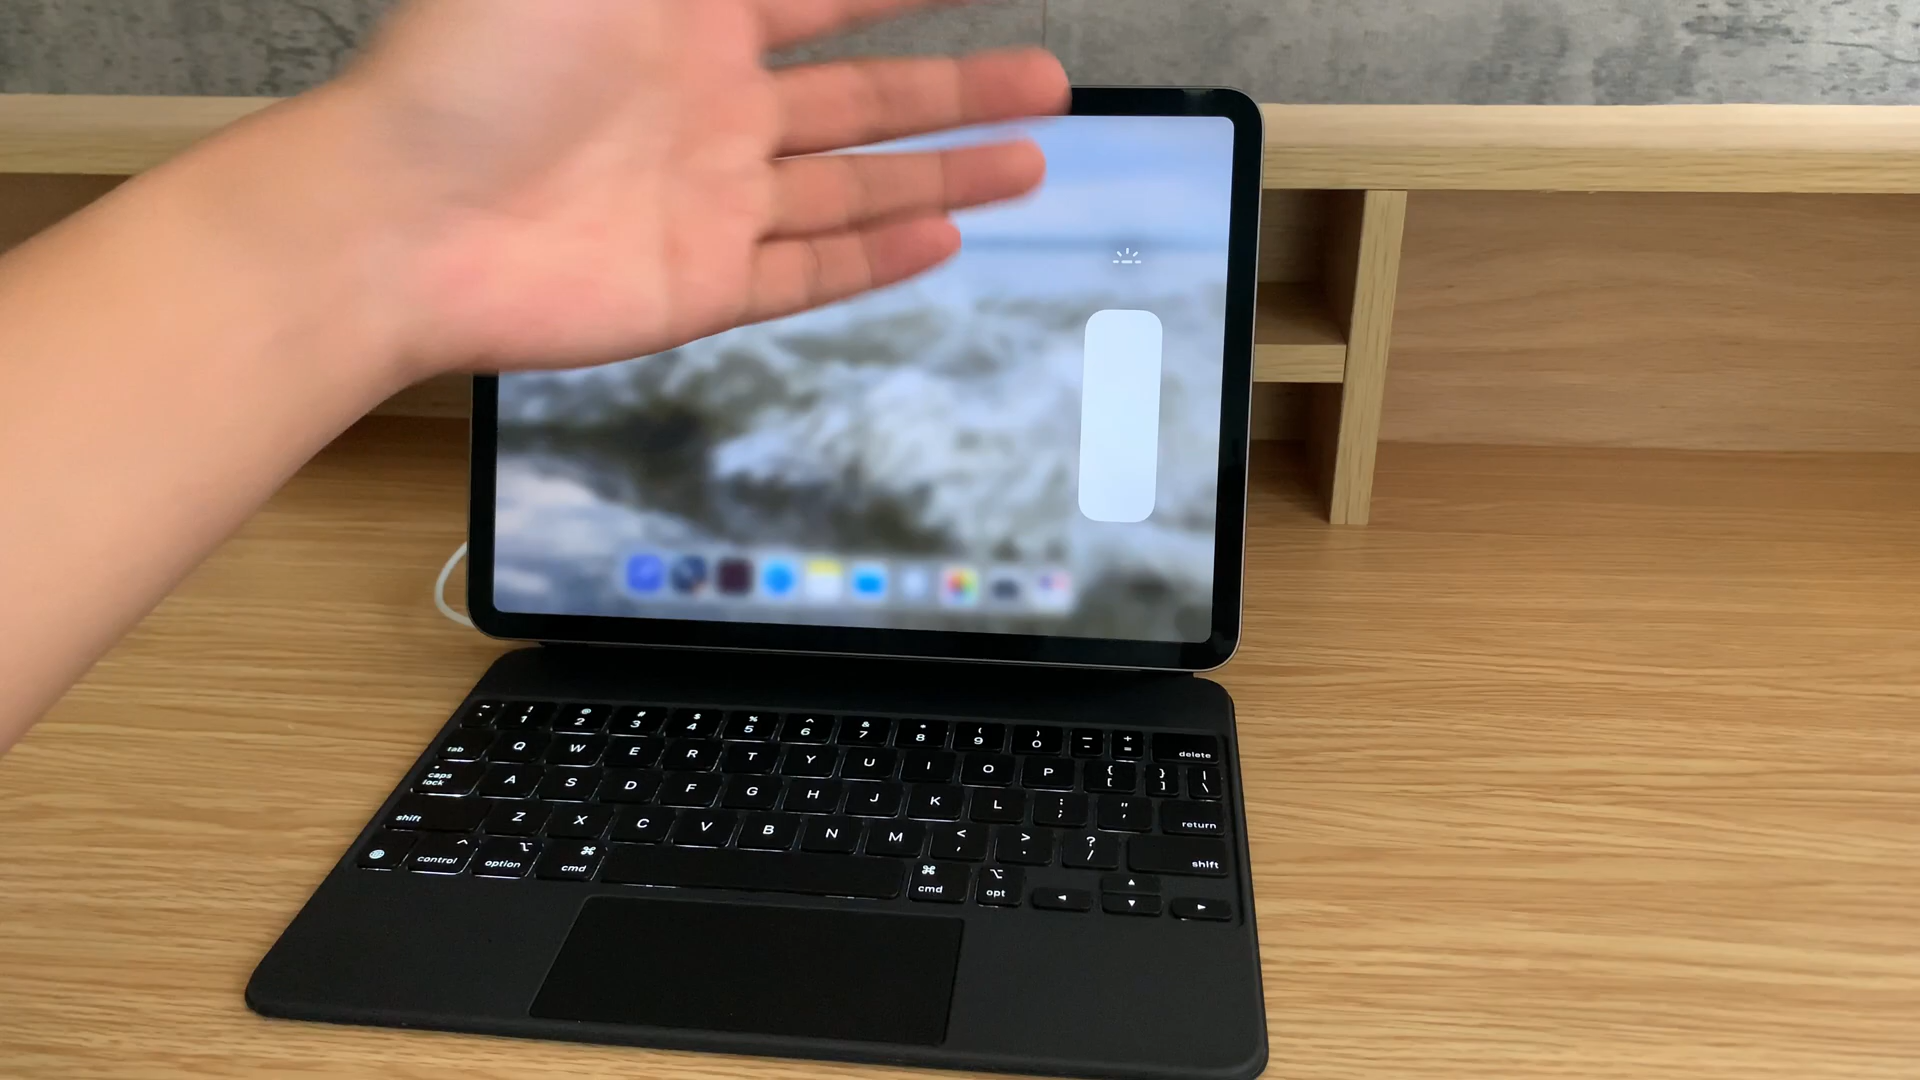 ~ ! @ # $ % ^ & * ( ) _ +
` 1 2 3 4 5 6 7 8 9 0 - = delete
tab Q W E R T Y U I O P { [ } ] | \
caps lock A S D F G H J K L : ; " ' return
shift Z X C V B N M < , > . ? / shift
control ^ option ⌥ cmd ⌘ cmd ⌘ opt ⌥ ◄ ▲ ▼ ►